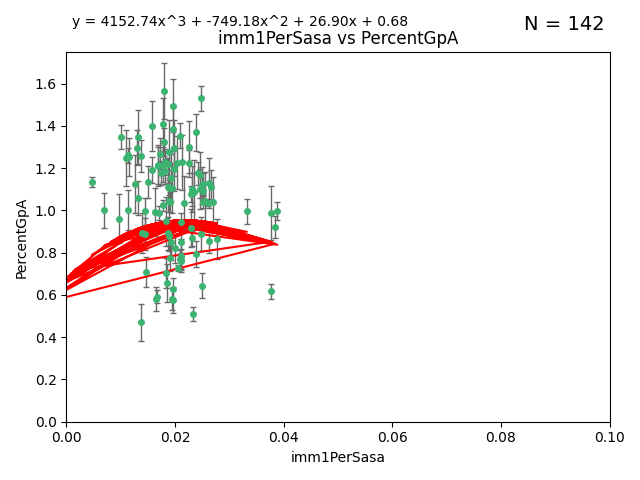 y = 4152.74x^3 + -749.18x^2 + 26.90x + 0.68
N = 142
imm1PerSasa vs PercentGpA
PercentGpA
1.6
1.4
1.2
1.0
0.8
0.6
0.4
0.2
0.0
0.00 0.02 0.04 0.06 0.08 0.10
imm1PerSasa